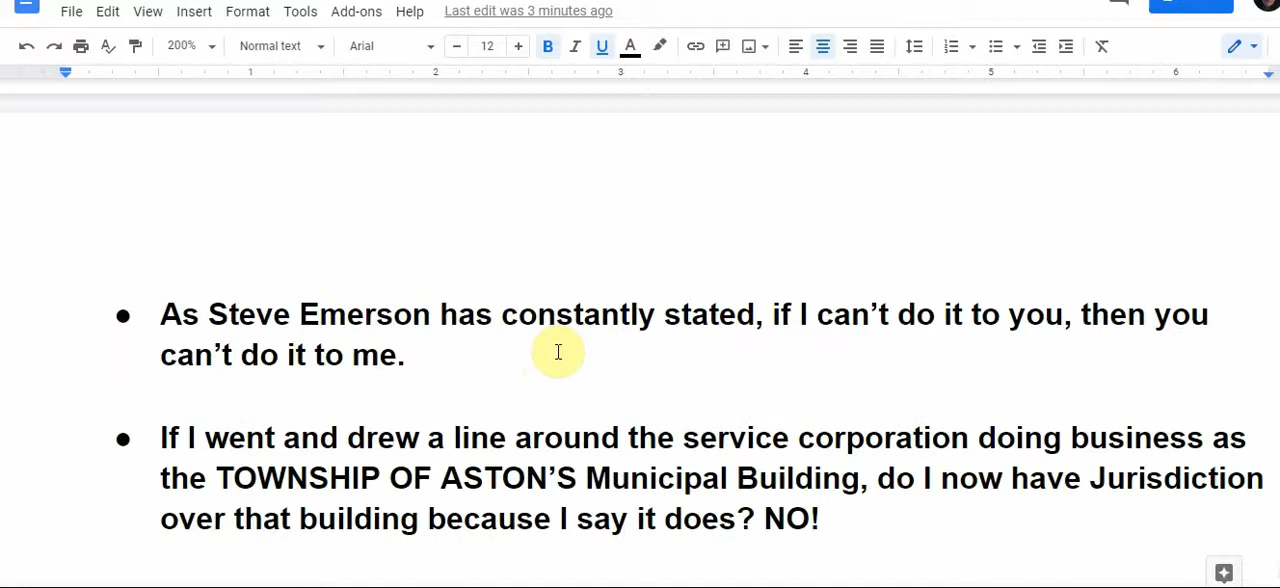 File Edit View Insert Format Tools Add-ons Help Last edit was 3 minutes ago
200% Normal text Arial − 12 + B I U A
1 2 3 4 5 6
● As Steve Emerson has constantly stated, if I can’t do it to you, then you
can’t do it to me.
● If I went and drew a line around the service corporation doing business as
the TOWNSHIP OF ASTON’S Municipal Building, do I now have Jurisdiction
over that building because I say it does? NO!